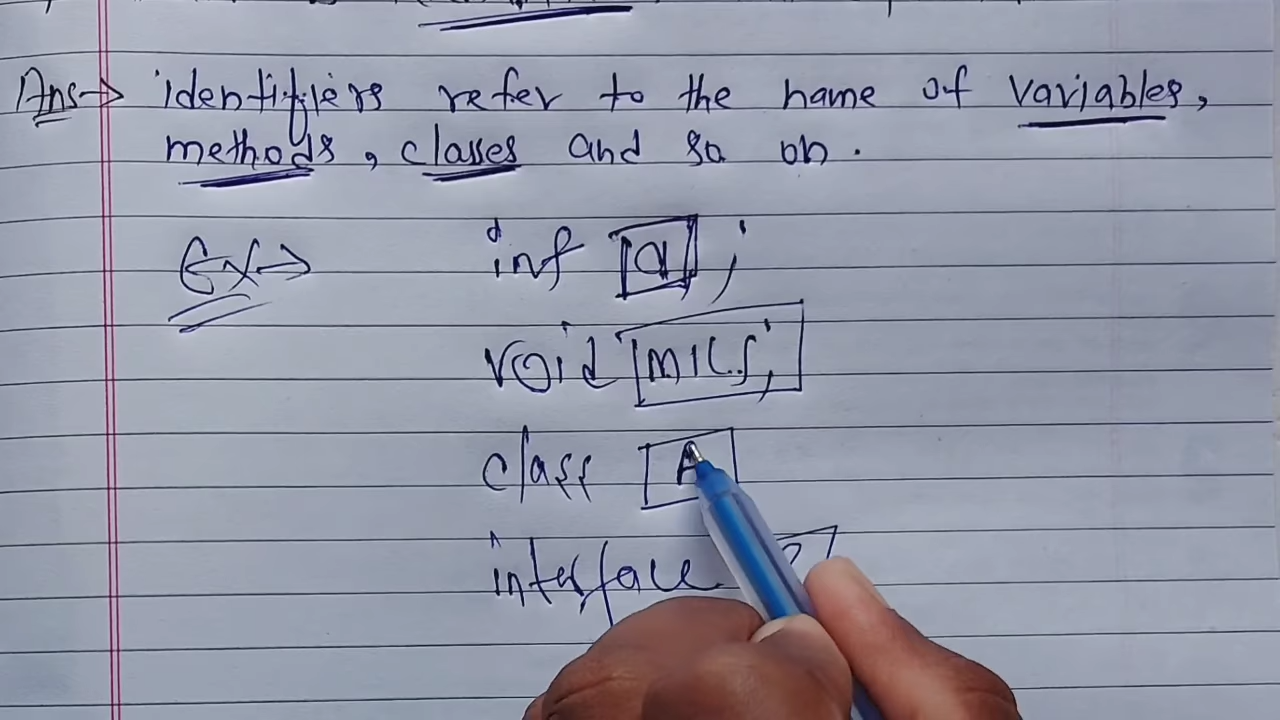 Ans→ identifiers refer to the name of variables,
methods, classes and so on.
Ex→ int a;
void m1();
class A
interface